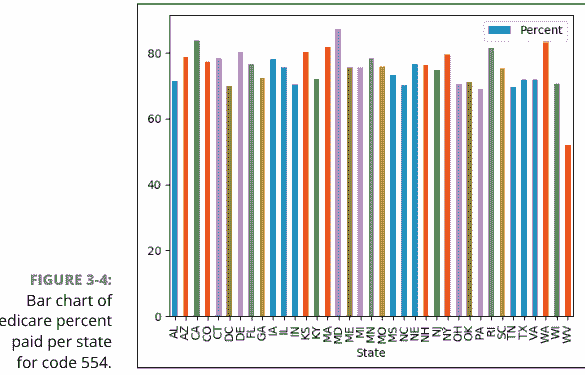 Percent
80
60
40
20
0
AL AZ CA CO CT DC DE FL GA IA IL IN KS KY MA MD ME MI MN MO MS NC NE NH NJ NY OH OK PA RI SC TN TX VA WA WI WV
State
FIGURE 3-4:
Bar chart of
edicare percent
paid per state
for code 554.